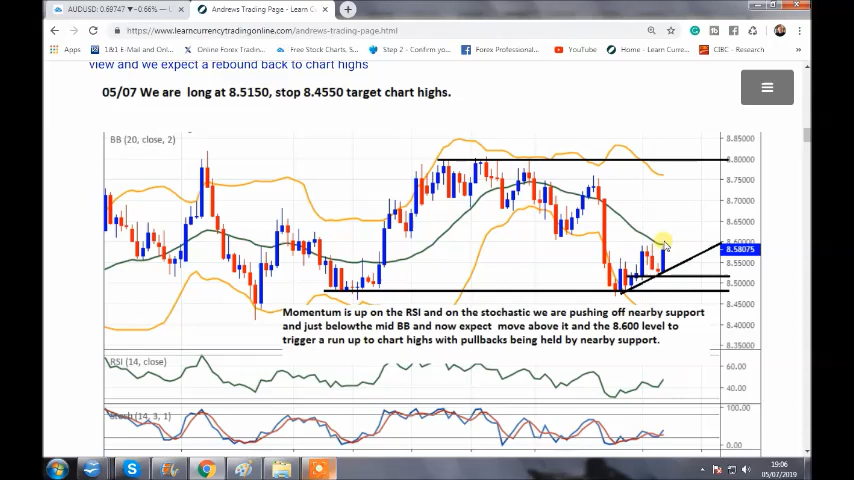 AUDUSD: 0.69747 ▼−0.66%
Andrews Trading Page - Learn C
https://www.learncurrencytradingonline.com/andrews-trading-page.html
Apps
1&1 E-Mail and Onl...
Online Forex Trading
Free Stock Charts. S
Step 2 - Confirm yo
Forex Professional.
YouTube
Home - Learn Curre
CIBC - Research
view and we expect a rebound back to chart highs
05/07 We are long at 8.5150, stop 8.4550 target chart highs.
BB (20, close, 2)
8.85000
8.80000
8.75000
8.70000
8.65000
8.60000
8.58075
8.55000
8.50000
8.45000
8.40000
8.35000
Momentum is up on the RSI and on the stochastic we are pushing off nearby support
and just belowthe mid BB and now expect move above it and the 8.600 level to
trigger a run up to chart highs with pullbacks being held by nearby support.
RSI (14, close)
60.00
40.00
Stoch (14, 3, 1)
100.00
0.00
19:06
05/07/2019